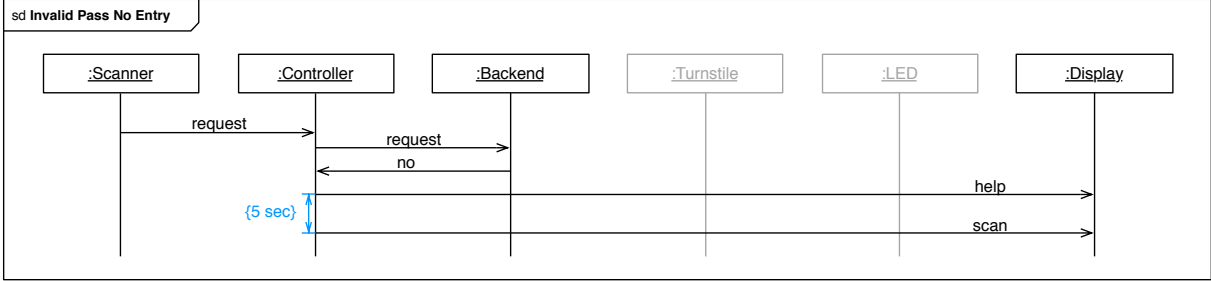 sd Invalid Pass No Entry
:Scanner
:Controller
:Backend
:Turnstile
:LED
:Display
request
request
no
help
{5 sec}
scan